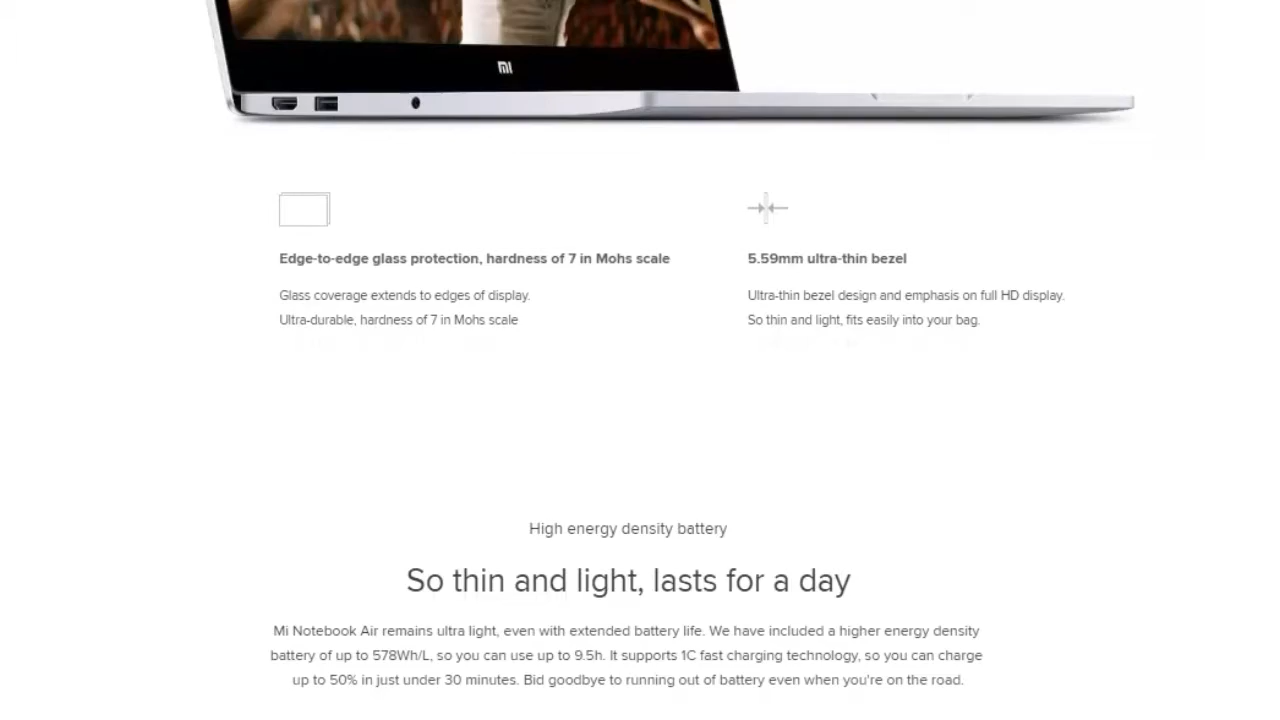 mi
Edge-to-edge glass protection, hardness of 7 in Mohs scale
Glass coverage extends to edges of display.
Ultra-durable, hardness of 7 in Mohs scale
5.59mm ultra-thin bezel
Ultra-thin bezel design and emphasis on full HD display.
So thin and light, fits easily into your bag.
High energy density battery
So thin and light, lasts for a day
Mi Notebook Air remains ultra light, even with extended battery life. We have included a higher energy density
battery of up to 578Wh/L, so you can use up to 9.5h. It supports 1C fast charging technology, so you can charge
up to 50% in just under 30 minutes. Bid goodbye to running out of battery even when you're on the road.